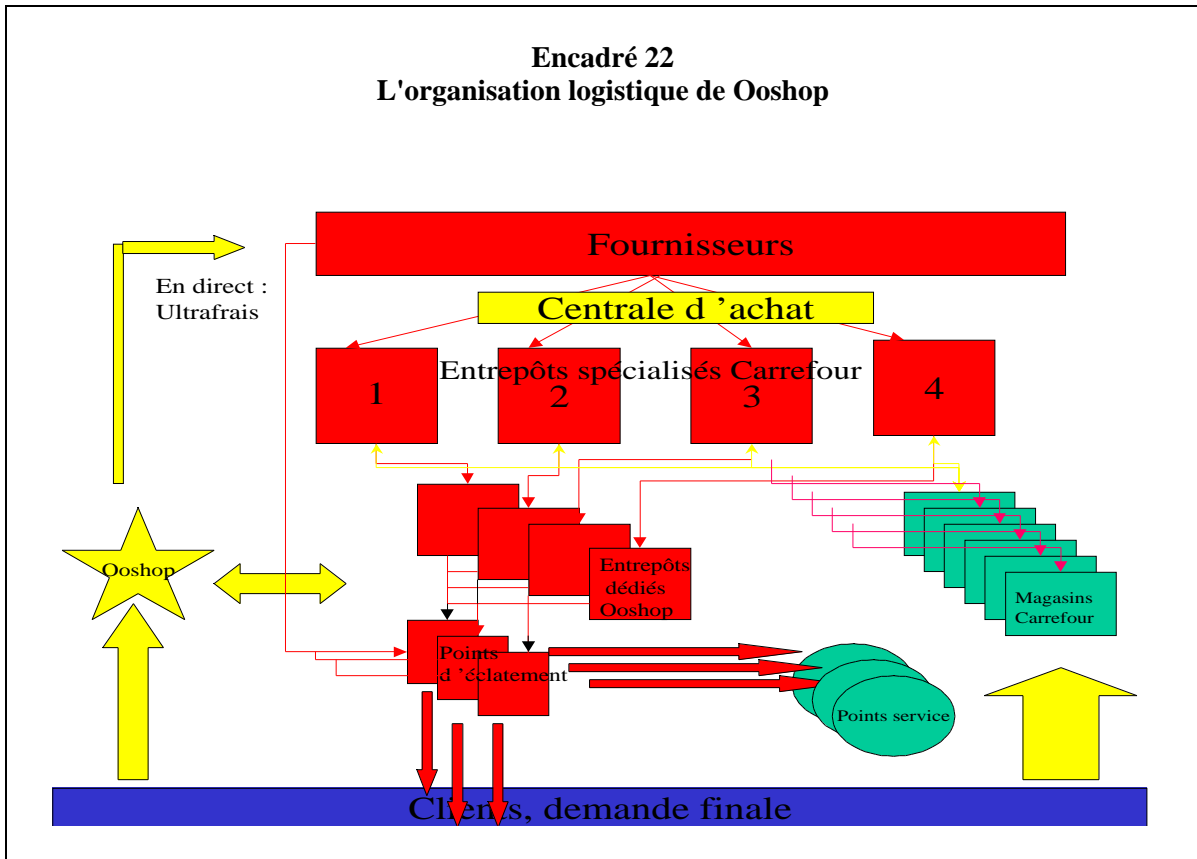 Encadré 22
L'organisation logistique de Ooshop
Fournisseurs
En direct :
Ultrafrais
Centrale d ’achat
Entrepôts spécialisés Carrefour
1
2
3
4
Ooshop
Entrepôts
dédiés
Ooshop
Magasins
Carrefour
Points
d ’éclatement
Points service
Clients, demande finale